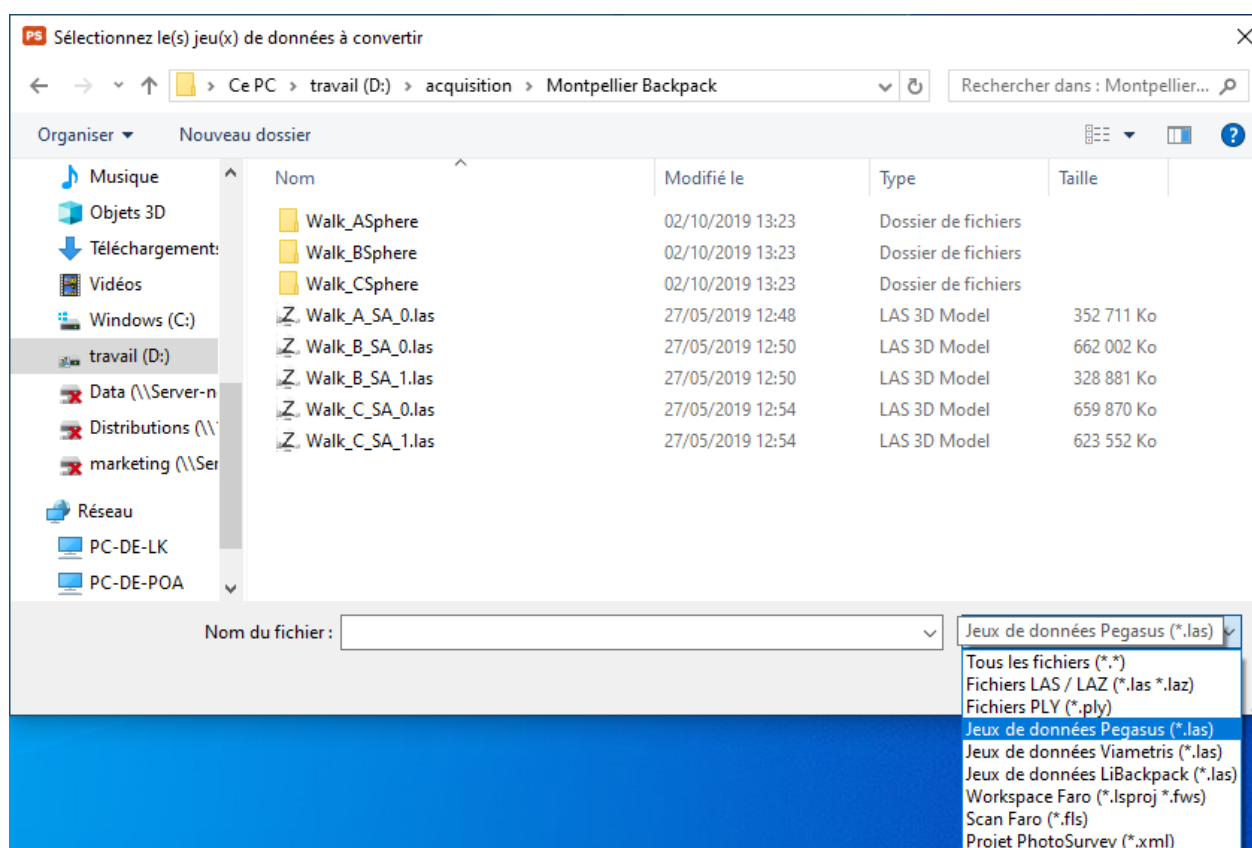 PS Sélectionnez le(s) jeu(x) de données à convertir
Ce PC > travail (D:) > acquisition > Montpellier Backpack
Rechercher dans : Montpellier...
Organiser Nouveau dossier
Nom Modifié le Type Taille
Musique
Objets 3D
Téléchargements
Vidéos
Windows (C:)
travail (D:)
Data (\\Server-n
Distributions (\\
marketing (\\Ser
Réseau
PC-DE-LK
PC-DE-POA
Walk_ASphere 02/10/2019 13:23 Dossier de fichiers
Walk_BSphere 02/10/2019 13:23 Dossier de fichiers
Walk_CSphere 02/10/2019 13:23 Dossier de fichiers
Walk_A_SA_0.las 27/05/2019 12:48 LAS 3D Model 352 711 Ko
Walk_B_SA_0.las 27/05/2019 12:50 LAS 3D Model 662 002 Ko
Walk_B_SA_1.las 27/05/2019 12:50 LAS 3D Model 328 881 Ko
Walk_C_SA_0.las 27/05/2019 12:54 LAS 3D Model 659 870 Ko
Walk_C_SA_1.las 27/05/2019 12:54 LAS 3D Model 623 552 Ko
Nom du fichier :
Jeux de données Pegasus (*.las)
Tous les fichiers (*.*)
Fichiers LAS / LAZ (*.las *.laz)
Fichiers PLY (*.ply)
Jeux de données Pegasus (*.las)
Jeux de données Viametris (*.las)
Jeux de données LiBackpack (*.las)
Workspace Faro (*.lsproj *.fws)
Scan Faro (*.fls)
Projet PhotoSurvey (*.xml)